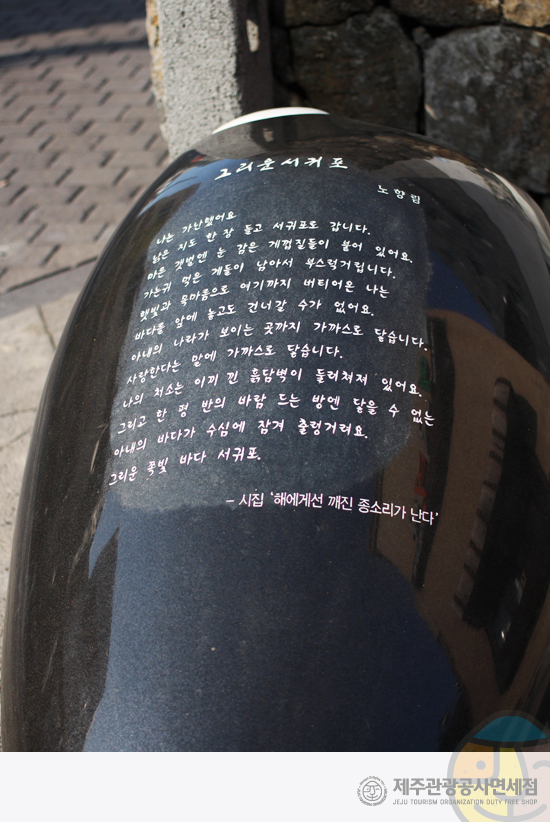 그리운 서귀포
노향림
나는 가난했어요
낡은 지도 한 장 들고 서귀포로 갑니다.
마른 갯벌엔 눈 감은 게껍질들이 붙어 있어요.
가는귀 먹은 게들이 남아서 부스럭거립니다.
햇빛과 목마름으로 여기까지 버티어온 나는
바다를 앞에 놓고도 건너갈 수가 없어요.
아내의 나라가 보이는 곳까지 가까스로 닿습니다.
사랑한다는 말에 가까스로 닿습니다.
나의 처소는 이끼 낀 흙담벽이 둘러쳐져 있어요.
그리고 한 평 반의 바람 드는 방엔 닿을 수 없는
아내의 바다가 수심에 잠겨 출렁거려요.
그리운 쪽빛 바다 서귀포.
– 시집 '해에게선 깨진 종소리가 난다'
제주관광공사면세점
JEJU TOURISM ORGANIZATION DUTY FREE SHOP